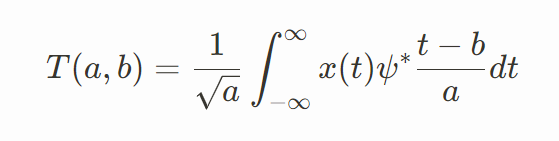 T(a, b) = \frac{1}{\sqrt{a}} \int_{-\infty}^{\infty} x(t)\psi^* \frac{t - b}{a} dt